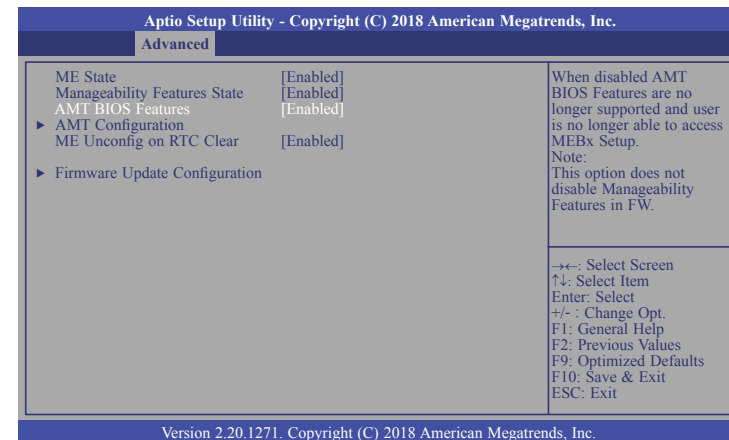 Aptio Setup Utility - Copyright (C) 2018 American Megatrends, Inc.
Advanced
ME State [Enabled]
Manageability Features State [Enabled]
AMT BIOS Features [Enabled]
► AMT Configuration
ME Unconfig on RTC Clear [Enabled]
► Firmware Update Configuration
When disabled AMT
BIOS Features are no
longer supported and user
is no longer able to access
MEBx Setup.
Note:
This option does not
disable Manageability
Features in FW.
→←: Select Screen
↑↓: Select Item
Enter: Select
+/- : Change Opt.
F1: General Help
F2: Previous Values
F9: Optimized Defaults
F10: Save & Exit
ESC: Exit
Version 2.20.1271. Copyright (C) 2018 American Megatrends, Inc.